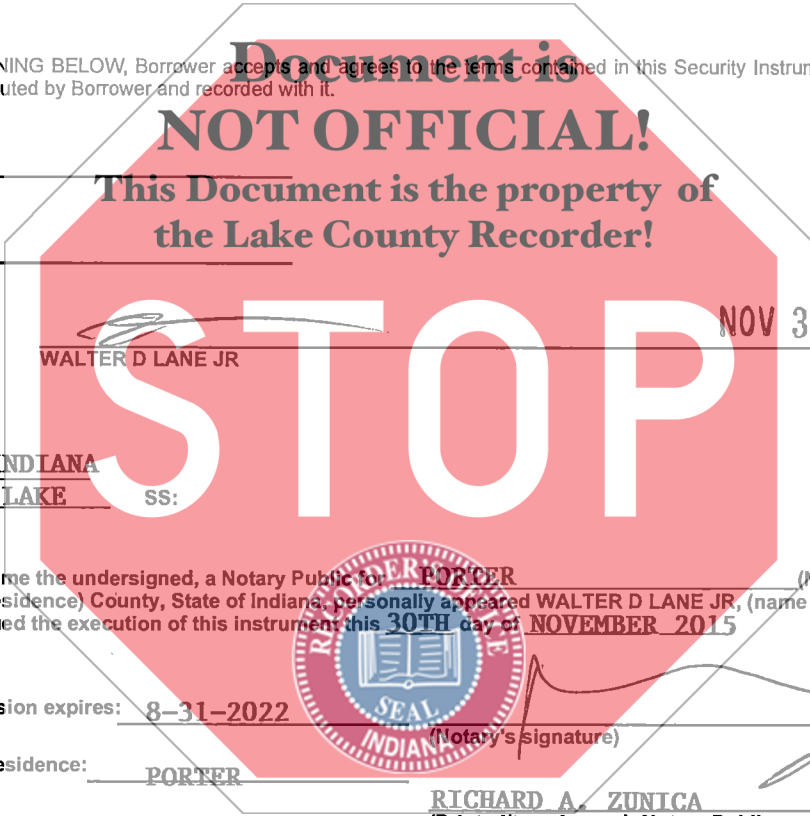 Document is
NING BELOW, Borrower accepts and agrees to the terms contained in this Security Instrum
uted by Borrower and recorded with it.
NOT OFFICIAL!
This Document is the property of
the Lake County Recorder!
STOP
NOV 3
WALTER D LANE JR
NDIANA
LAKE SS:
me the undersigned, a Notary Public for PORTER (N
sidence) County, State of Indiana, personally appeared WALTER D LANE JR, (name
ed the execution of this instrument this 30TH day of NOVEMBER 2015
RECORDER OFFICE
SEAL
INDIANA
sion expires: 8-31-2022
(Notary's signature)
esidence: PORTER
RICHARD A. ZUNICA